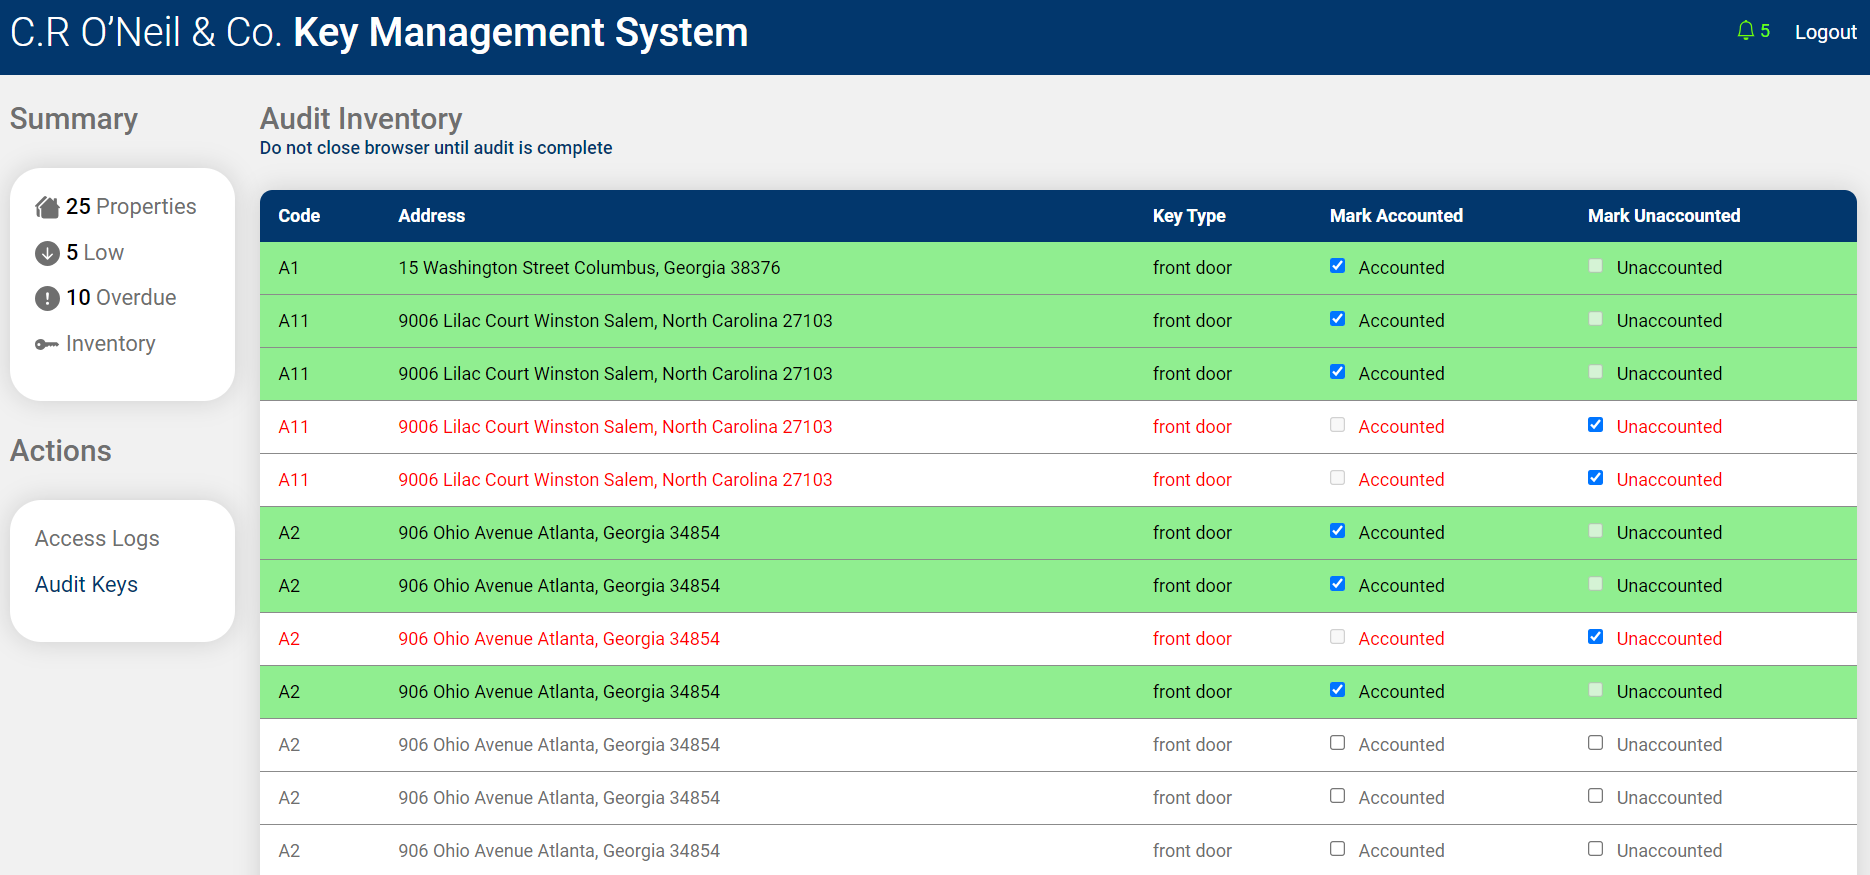 C.R O’Neil & Co. Key Management System
5 Logout
Summary
25 Properties
5 Low
10 Overdue
Inventory
Actions
Access Logs
Audit Keys
Audit Inventory
Do not close browser until audit is complete
Code Address Key Type Mark Accounted Mark Unaccounted
A1 15 Washington Street Columbus, Georgia 38376 front door Accounted Unaccounted
A11 9006 Lilac Court Winston Salem, North Carolina 27103 front door Accounted Unaccounted
A11 9006 Lilac Court Winston Salem, North Carolina 27103 front door Accounted Unaccounted
A11 9006 Lilac Court Winston Salem, North Carolina 27103 front door Accounted Unaccounted
A11 9006 Lilac Court Winston Salem, North Carolina 27103 front door Accounted Unaccounted
A2 906 Ohio Avenue Atlanta, Georgia 34854 front door Accounted Unaccounted
A2 906 Ohio Avenue Atlanta, Georgia 34854 front door Accounted Unaccounted
A2 906 Ohio Avenue Atlanta, Georgia 34854 front door Accounted Unaccounted
A2 906 Ohio Avenue Atlanta, Georgia 34854 front door Accounted Unaccounted
A2 906 Ohio Avenue Atlanta, Georgia 34854 front door Accounted Unaccounted
A2 906 Ohio Avenue Atlanta, Georgia 34854 front door Accounted Unaccounted
A2 906 Ohio Avenue Atlanta, Georgia 34854 front door Accounted Unaccounted